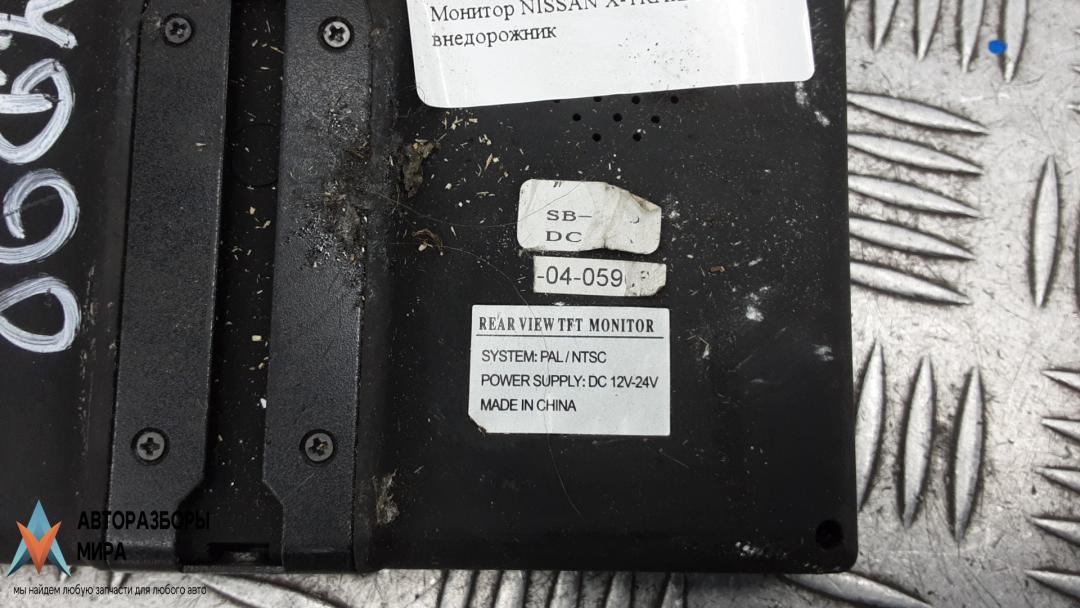 Монитор NISSAN
внедорожник
SB-
DC
-04-059
REAR VIEW TFT MONITOR
SYSTEM: PAL / NTSC
POWER SUPPLY: DC 12V-24V
MADE IN CHINA
АВТОРАЗБОРЫ
МИРА
мы найдем любую запчасти для любого авто